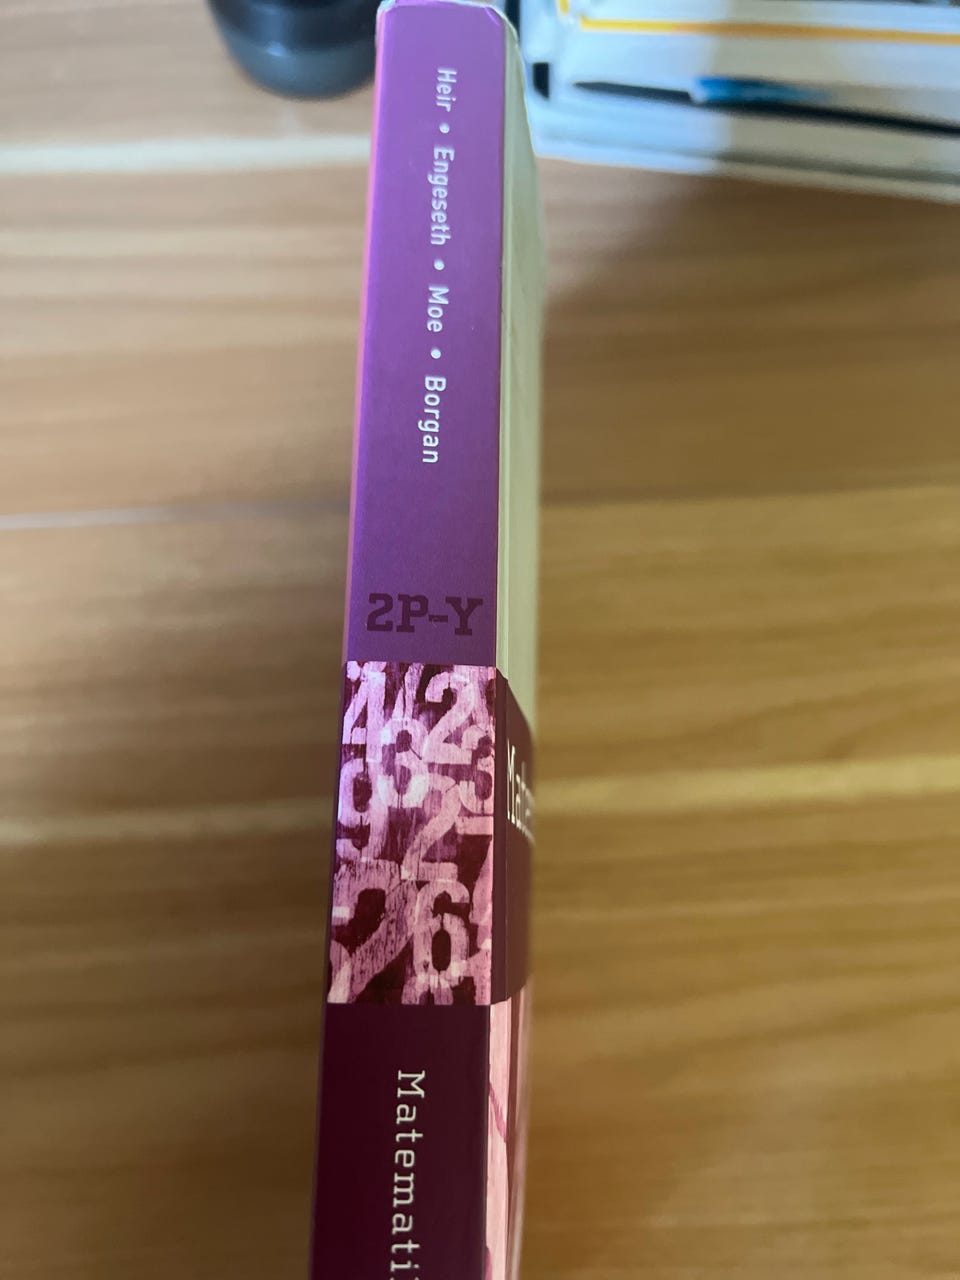 Heir • Engeseth • Moe • Borgan
2P-Y
Matemati